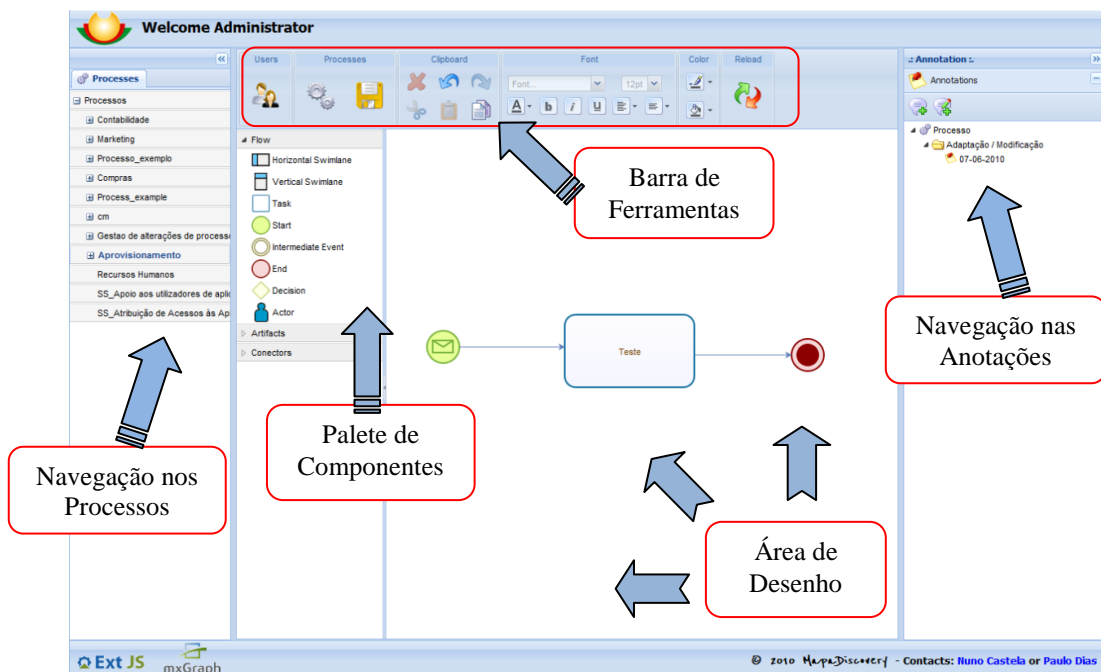 Welcome Administrator
Users
Processes
Clipboard
Font
Color
Reload
Font...
12pt
A
b
i
U
Processes
Processos
Contabilidade
Marketing
Processo_exemplo
Compras
Process_example
cm
Gestao de alterações de processo
Aprovisionamento
Recursos Humanos
SS_Apoio aos utilizadores de aplic
SS_Atribuição de Acessos às Ap
Flow
Horizontal Swimlane
Vertical Swimlane
Task
Start
Intermediate Event
End
Decision
Actor
Artifacts
Conectors
Teste
.: Annotation :.
Annotations
Processo
Adaptação / Modificação
07-06-2010
Barra de
Ferramentas
Navegação nas
Anotações
Palete de
Componentes
Navegação nos
Processos
Área de
Desenho
Ext JS
mxGraph
© 2010 MapaDiscovery - Contacts: Nuno Castela or Paulo Dias